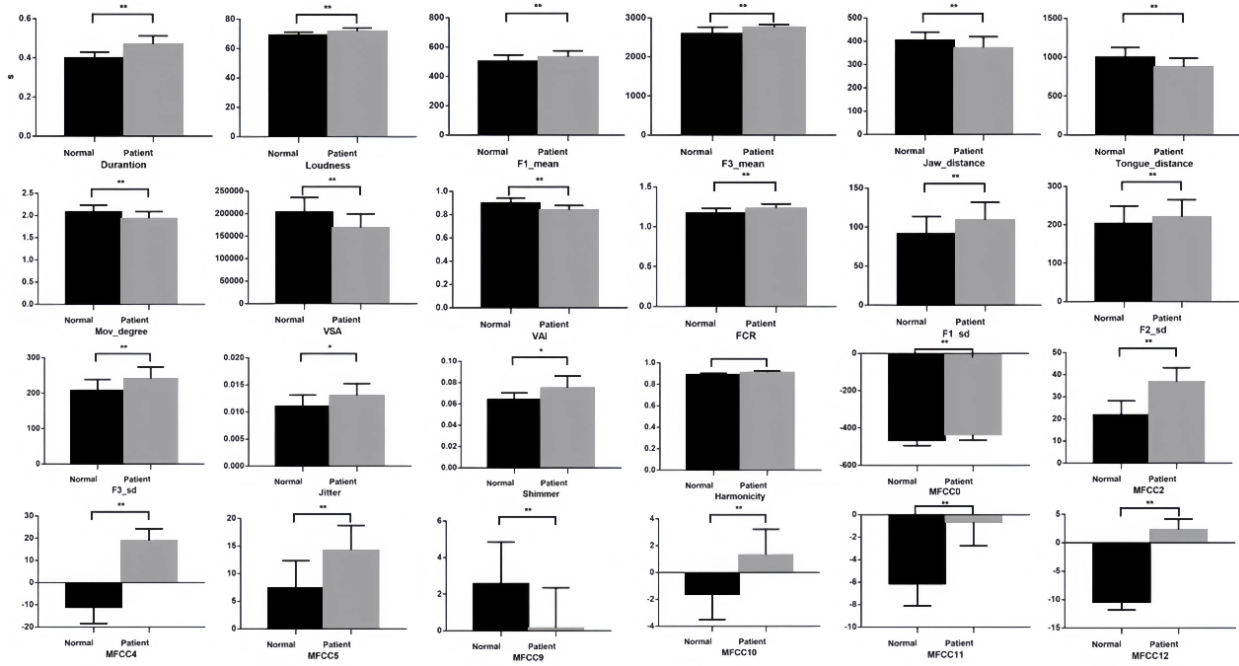 ** ** ** ** ** **
0.6 80 800 3000 500 1500
0.4 60 600 2000 400 1000
s 40 400 300
0.2 20 200 1000 200 500
0.0 0 0 0 100 0
0
Normal Patient Normal Patient Normal Patient Normal Patient Normal Patient Normal Patient
Durantion Loudness F1_mean F3_mean Jaw_distance Tongue_distance
** ** ** ** ** **
2.5 250000 1.0 1.5 150 300
2.0 200000 0.8 1.0 100 200
1.5 150000 0.6 0.5 50 100
1.0 100000 0.4 0.0 0 0
0.5 50000 0.2
0.0 0 0.0
Normal Patient Normal Patient Normal Patient Normal Patient Normal Patient Normal Patient
Mov_degree VSA VAI FCR F1_sd F2_sd
** * * ** **
300 0.020 0.10 1.0 0 50
200 0.015 0.08 0.8 -200 40
100 0.010 0.06 0.6 -400 30
0 0.005 0.04 0.4 -600 20
0.000 0.02 0.2 10
0.00 0.0 0
Normal Patient Normal Patient Normal Patient Normal Patient Normal Patient Normal Patient
F3_sd Jitter Shimmer Harmonicity MFCC0 MFCC2
** ** ** ** ** **
30 20 6 4 0 5
20 15 4 2 -2 0
10 10 2 0 -4 -5
0 5 0 -2 -6 -10
-10 0 -4 -8 -15
-20 -10
Normal Patient Normal Patient Normal Patient Normal Patient Normal Patient Normal Patient
MFCC4 MFCC5 MFCC9 MFCC10 MFCC11 MFCC12